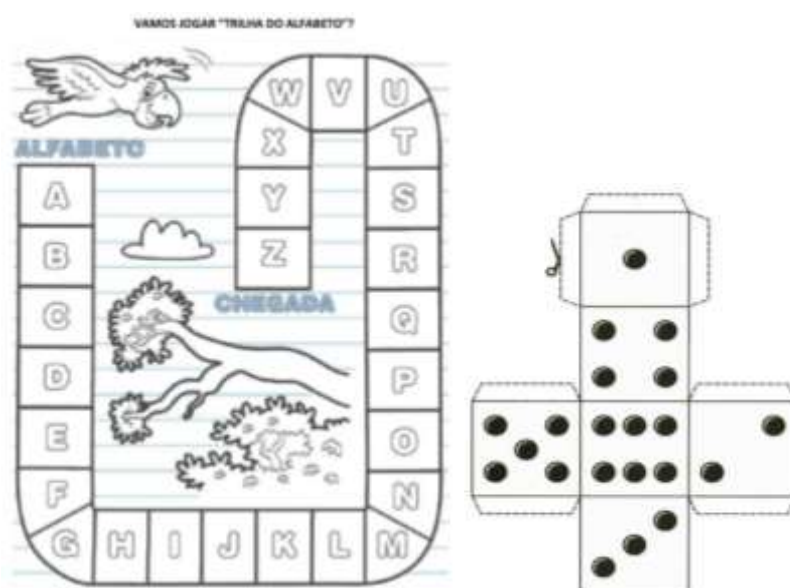 VAMOS JOGAR "TRILHA DO ALFABETO"?
W V U
X T
ALFABETO
A Y S
B Z R
CHEGADA
C Q
D P
E O
F N
G H I J K L M